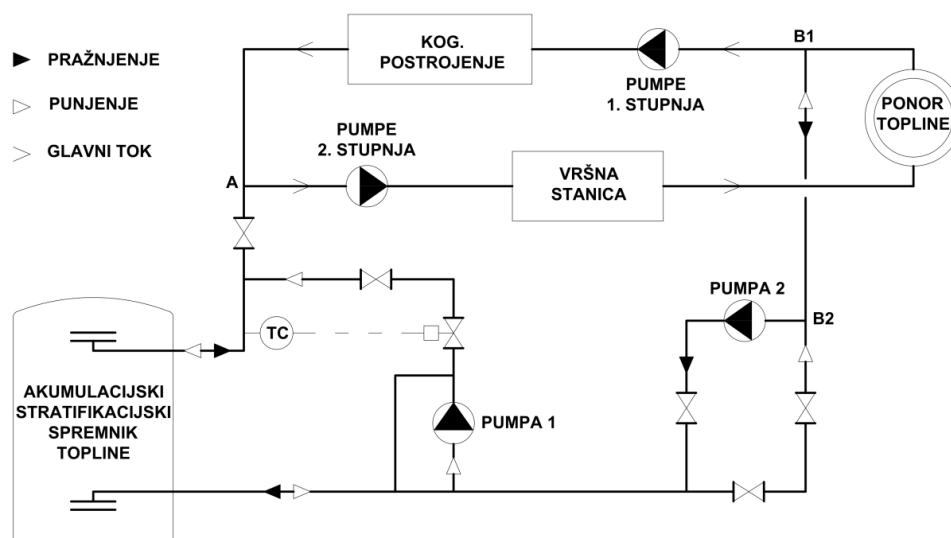 PRAŽNJENJE
PUNJENJE
GLAVNI TOK
KOG.
POSTROJENJE
PUMPE
1. STUPNJA
B1
PONOR
TOPLINE
PUMPE
2. STUPNJA
A
VRŠNA
STANICA
TC
PUMPA 2
B2
AKUMULACIJSKI
STRATIFIKACIJSKI
SPREMNIK
TOPLINE
PUMPA 1